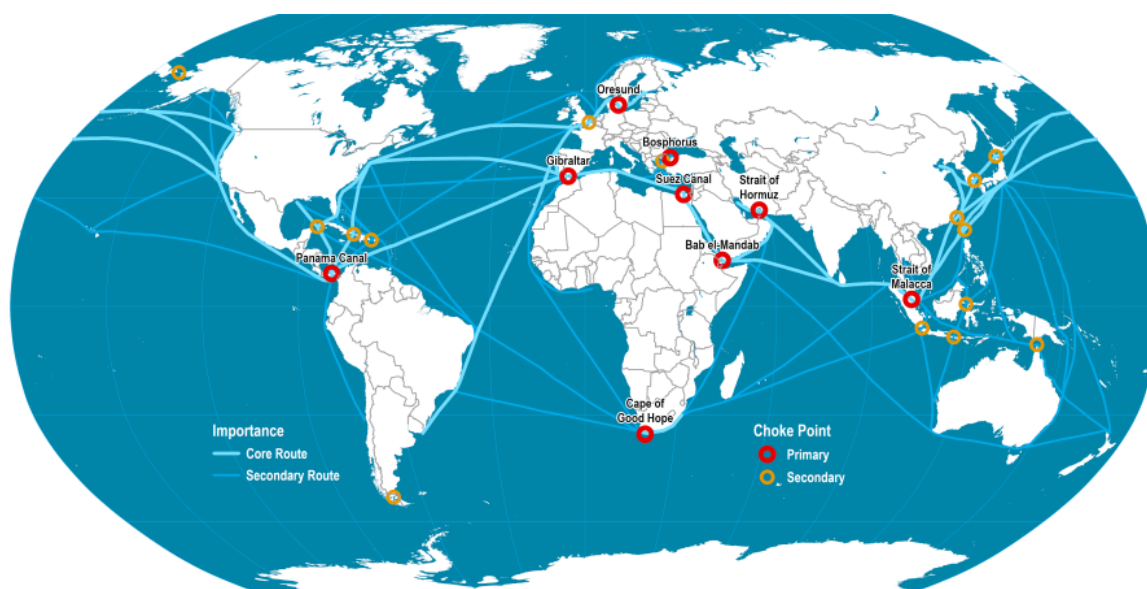 Oresund
Bosphorus
Gibraltar
Suez Canal
Strait of
Hormuz
Bab el-Mandab
Panama Canal
Strait of
Malacca
Cape of
Good Hope
Importance
Core Route
Secondary Route
Choke Point
Primary
Secondary